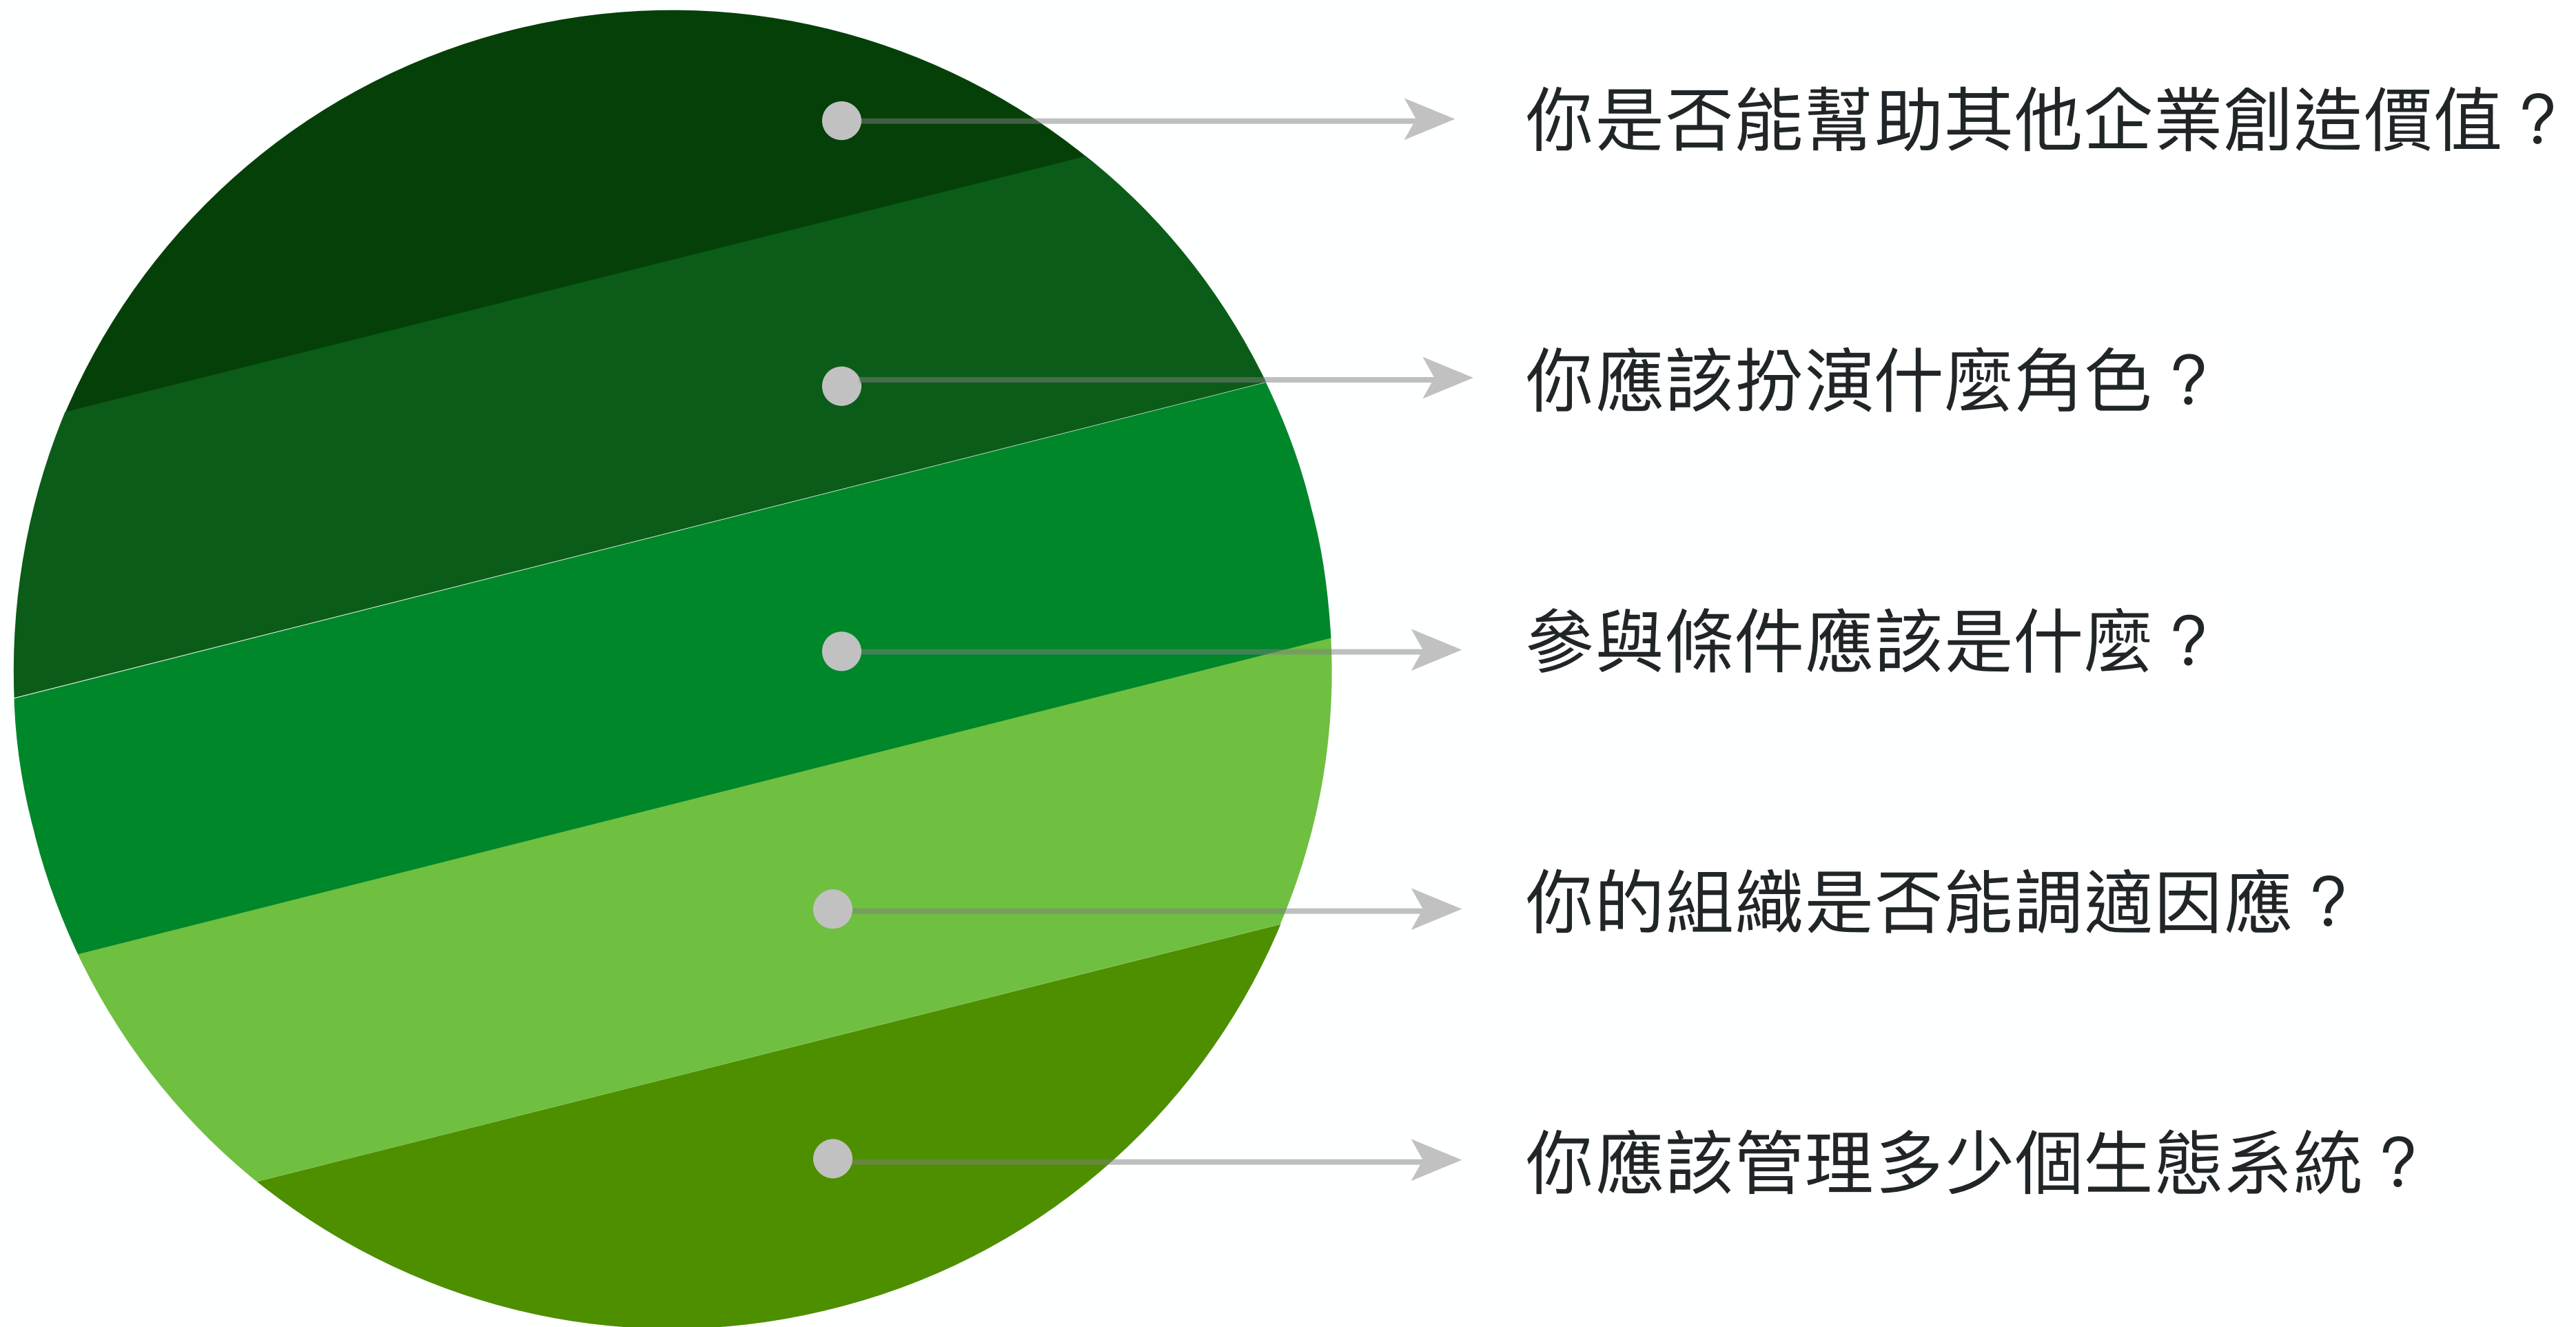 你是否能幫助其他企業創造價值？
你應該扮演什麼角色？
參與條件應該是什麼？
你的組織是否能調適因應？
你應該管理多少個生態系統？